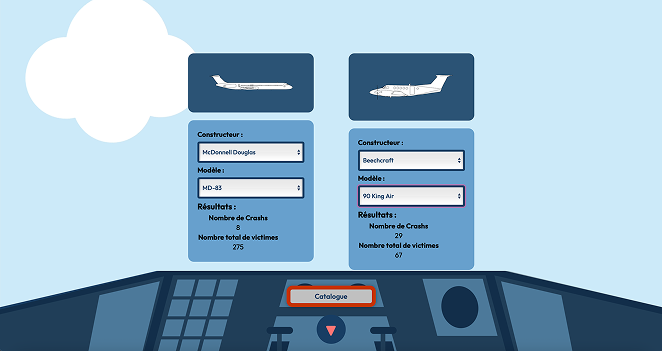 Constructeur :
McDonnell Douglas
Modèle :
MD-83
Résultats :
Nombre de Crashs
8
Nombre total de victimes
275
Constructeur :
Beechcraft
Modèle :
90 King Air
Résultats :
Nombre de Crashs
29
Nombre total de victimes
67
Catalogue